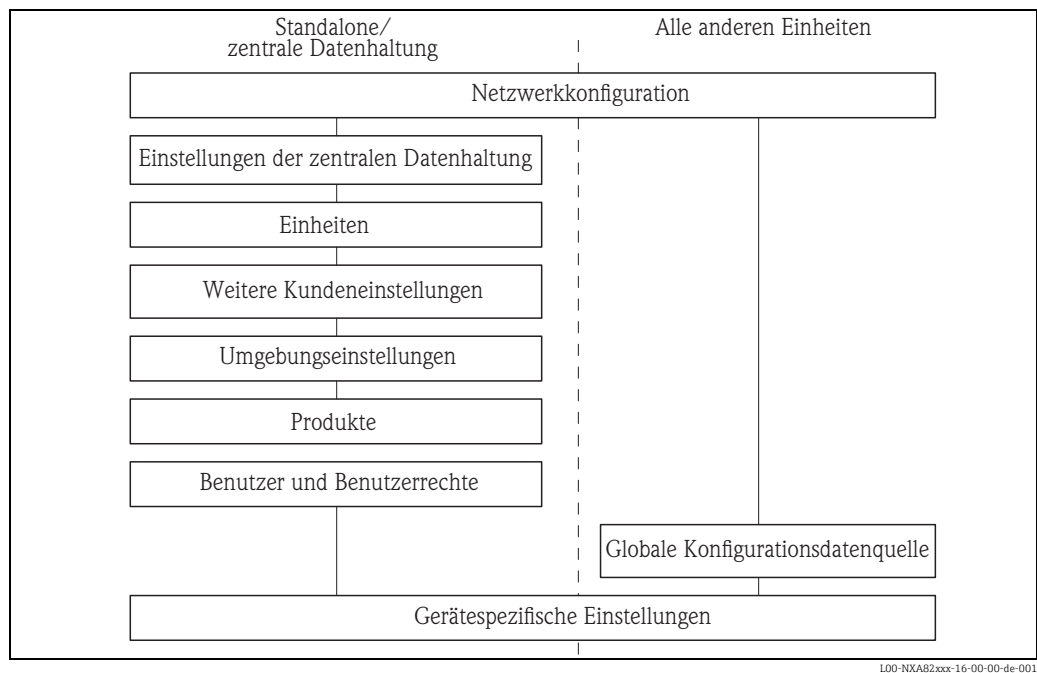 Standalone/
zentrale Datenhaltung
Alle anderen Einheiten
Netzwerkkonfiguration
Einstellungen der zentralen Datenhaltung
Einheiten
Weitere Kundeneinstellungen
Umgebungseinstellungen
Produkte
Benutzer und Benutzerrechte
Globale Konfigurationsdatenquelle
Gerätespezifische Einstellungen
L00-NXA82xxx-16-00-00-de-001